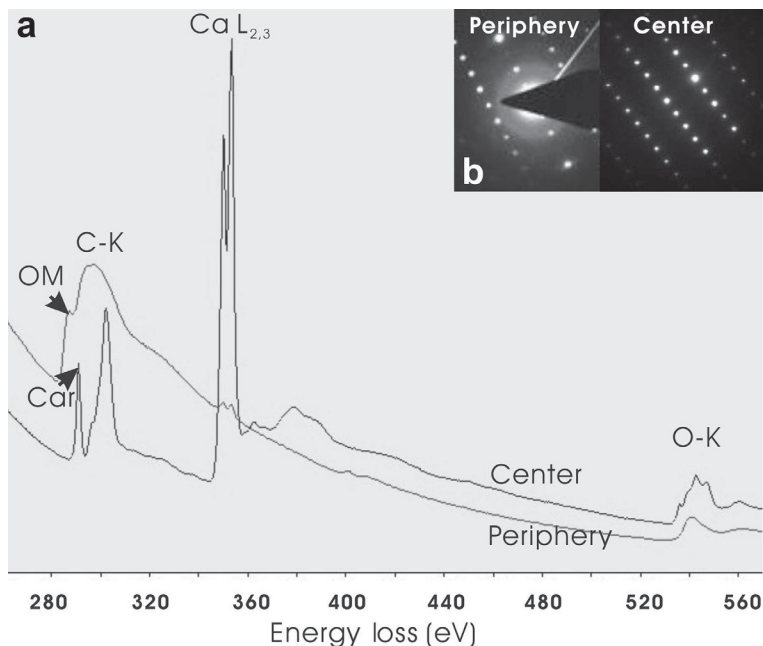 a
Ca L2,3
Periphery
Center
b
C-K
OM
Car
O-K
Center
Periphery
280 320 360 400 440 480 520 560
Energy loss (eV)